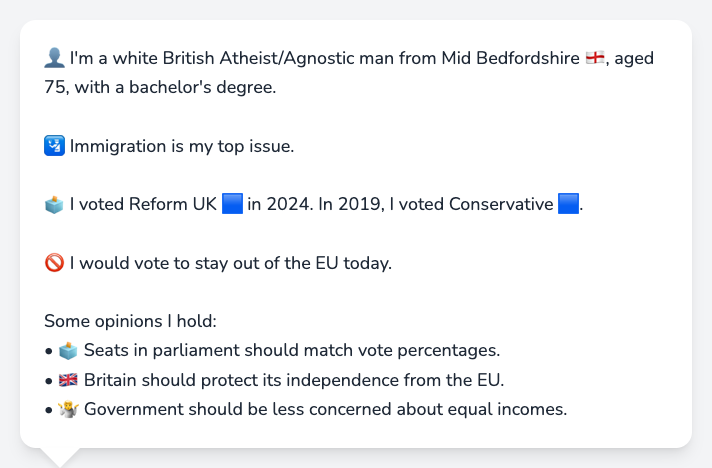 👤 I'm a white British Atheist/Agnostic man from Mid Bedfordshire 🏴󠁧󠁢󠁥󠁮󠁧󠁿, aged
75, with a bachelor's degree.
🛂 Immigration is my top issue.
🗳️ I voted Reform UK 🟦 in 2024. In 2019, I voted Conservative 🟦.
🚫 I would vote to stay out of the EU today.
Some opinions I hold:
• 🗳️ Seats in parliament should match vote percentages.
• 🇬🇧 Britain should protect its independence from the EU.
• 🤷 Government should be less concerned about equal incomes.